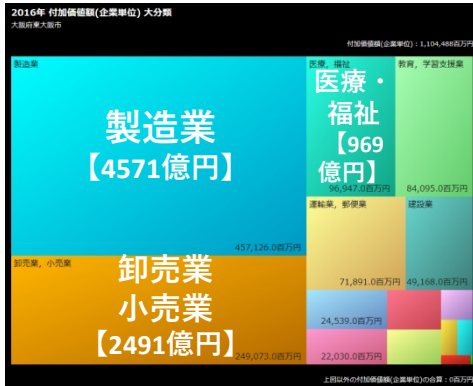 2016年 付加価値額(企業単位) 大分類
大阪府東大阪市
付加価値額(企業単位)：1,104,488百万円
製造業
製造業
【4571億円】
457,126.0百万円
卸売業, 小売業
卸売業
小売業
【2491億円】
249,073.0百万円
医療, 福祉
医療・
福祉
【969
億円】
96,947.0百万円
教育, 学習支援業
84,095.0百万円
運輸業, 郵便業
71,891.0百万円
建設業
49,168.0百万円
24,539.0百万円
22,030.0百万円
上図以外の付加価値額(企業単位)の合算：0百万円